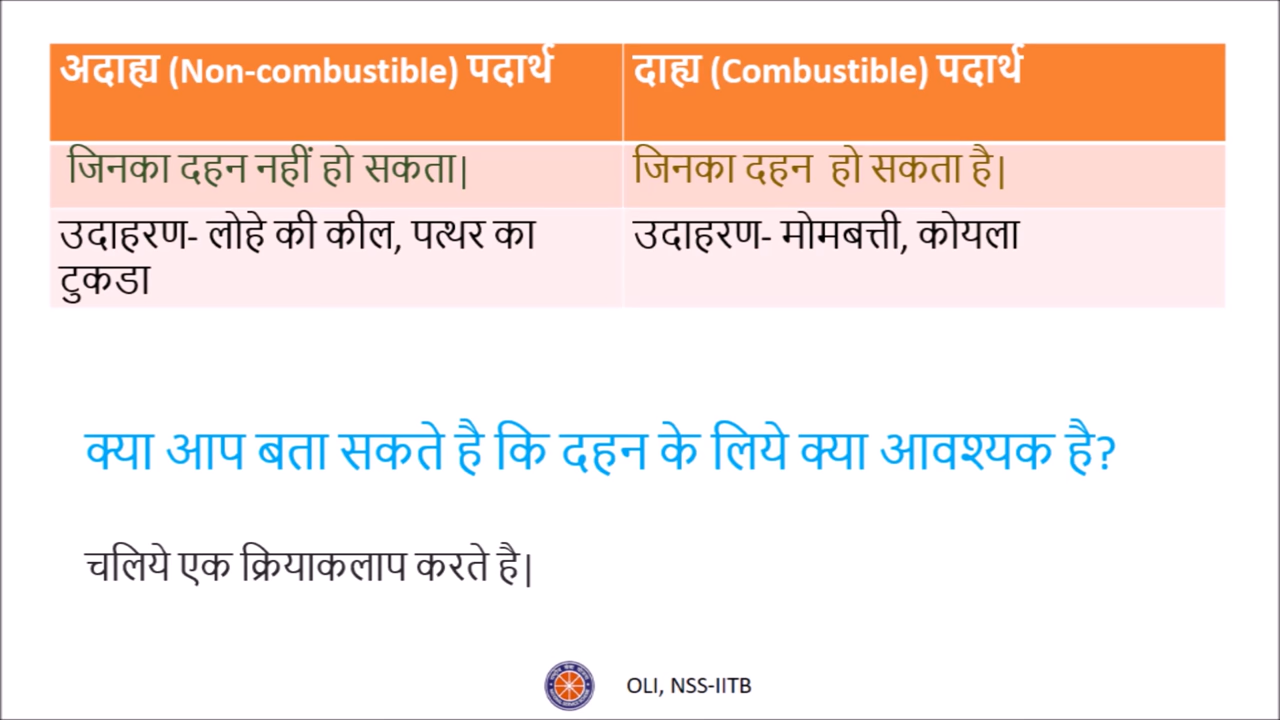 अदाह्य (Non-combustible) पदार्थ
दाह्य (Combustible) पदार्थ
जिनका दहन नहीं हो सकता|
जिनका दहन हो सकता है|
उदाहरण- लोहे की कील, पत्थर का
टुकडा
उदाहरण- मोमबत्ती, कोयला
क्या आप बता सकते है कि दहन के लिये क्या आवश्यक है?
चलिये एक क्रियाकलाप करते है|
OLI, NSS-IITB